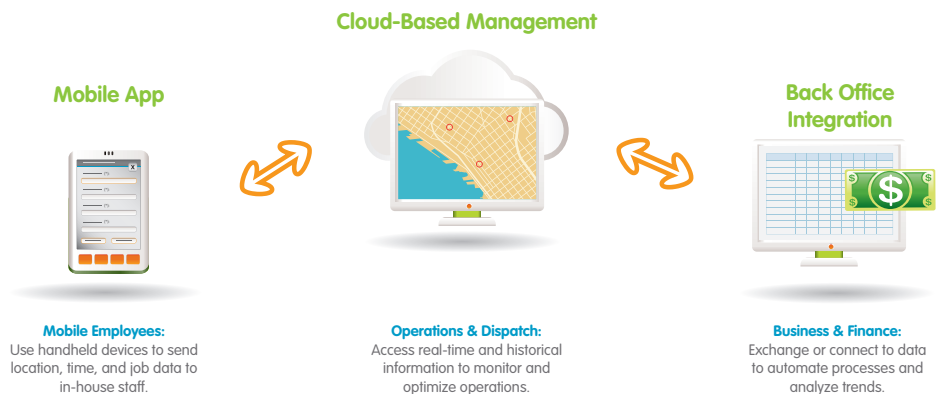 Cloud-Based Management
Mobile App
Back Office
Integration
X
$
$
$
$
$
Mobile Employees:
Use handheld devices to send
location, time, and job data to
in-house staff.
Operations & Dispatch:
Access real-time and historical
information to monitor and
optimize operations.
Business & Finance:
Exchange or connect to data
to automate processes and
analyze trends.